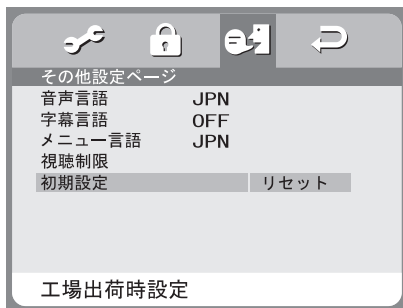 その他設定ページ
音声言語 JPN
字幕言語 OFF
メニュー言語 JPN
視聴制限
初期設定 リセット
工場出荷時設定